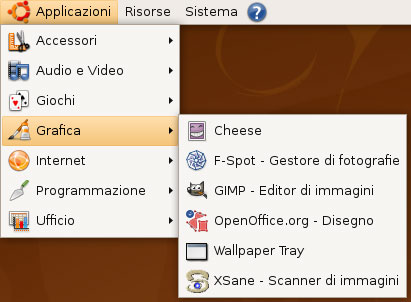 Applicazioni Risorse Sistema ?
Accessori
Audio e Video
Giochi
Grafica
Internet
Programmazione
Ufficio
Cheese
F-Spot - Gestore di fotografie
GIMP - Editor di immagini
OpenOffice.org - Disegno
Wallpaper Tray
XSane - Scanner di immagini